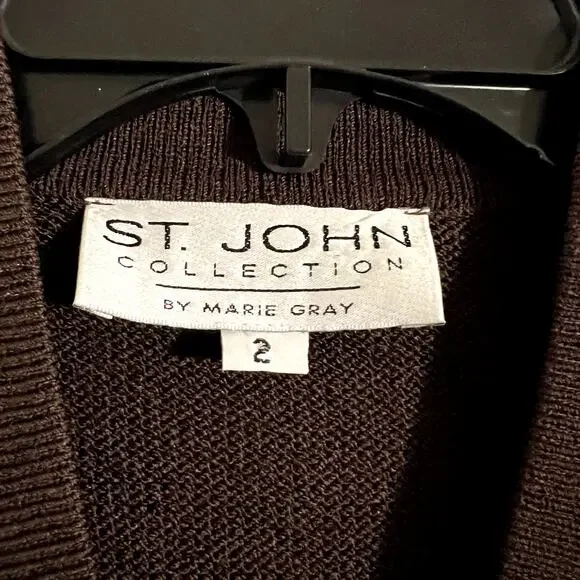 ST. JOHN
COLLECTION
BY MARIE GRAY
2